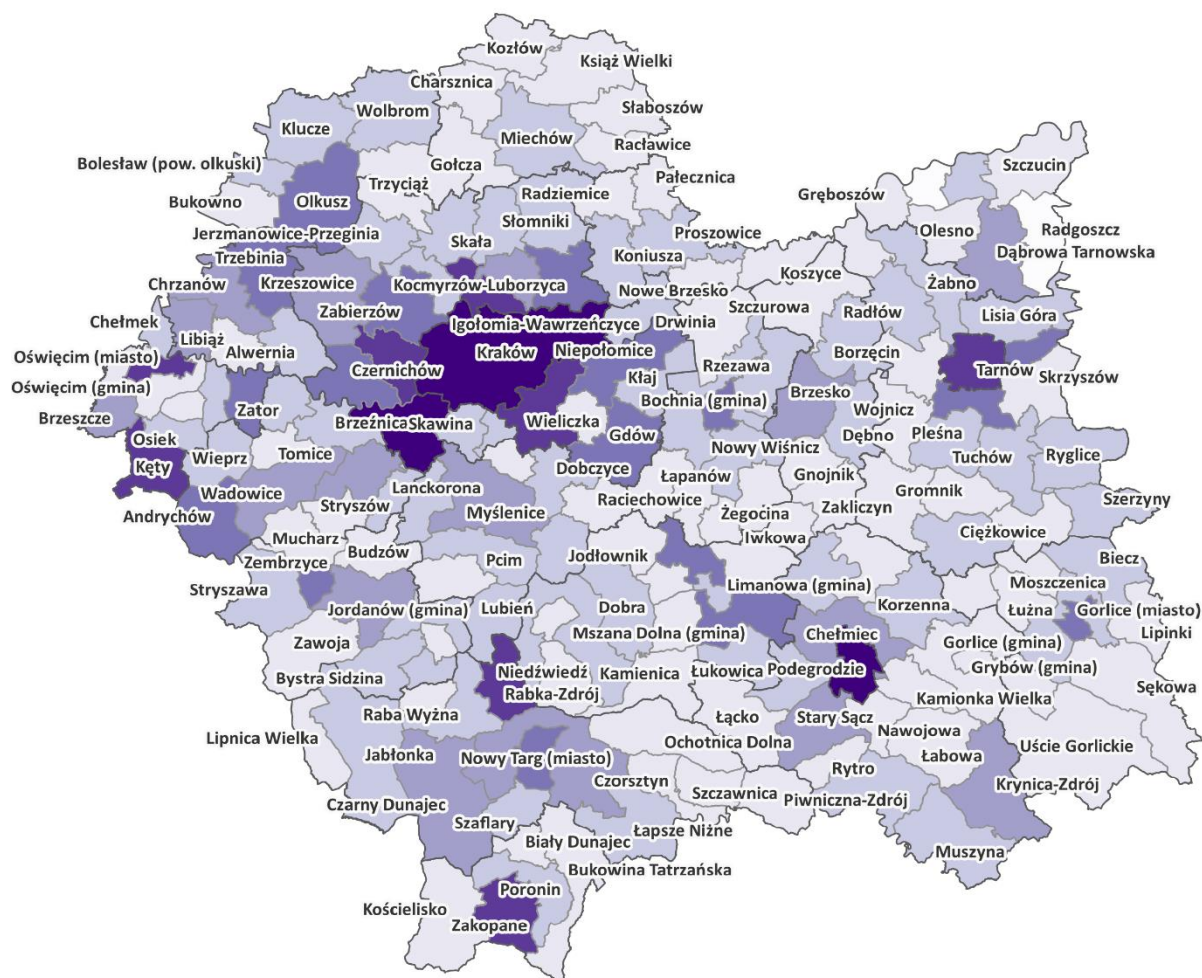 Kozłów
Książ Wielki
Charsznica
Wolbrom
Słaboszów
Klucze
Miechów
Racławice
Bolesław (pow. olkuski)
Gołcza
Szczucin
Trzyciąż
Pałecznica
Bukowno
Olkusz
Radziemice
Gręboszów
Słomniki
Olesno
Radgoszcz
Jerzmanowice-Przeginia
Skała
Proszowice
Dąbrowa Tarnowska
Trzebinia
Koniusza
Koszyce
Chrzanów
Krzeszowice
Kocmyrzów-Luborzyca
Żabno
Nowe Brzesko
Zabierzów
Szczurowa
Radłów
Lisia Góra
Chełmek
Igołomia-Wawrzeńczyce
Drwinia
Libiąż
Alwernia
Kraków
Niepołomice
Borzęcin
Oświęcim (miasto)
Czernichów
Kłaj
Rzezawa
Tarnów
Skrzyszów
Oświęcim (gmina)
Brzesko
Brzeszcze
Zator
Bochnia (gmina)
Wojnicz
Brzeźnica
Skawina
Wieliczka
Gdów
Pleśna
Osiek
Dębno
Nowy Wiśnicz
Tomice
Wieprz
Tuchów
Ryglice
Kęty
Dobczyce
Łapanów
Gnojnik
Lanckorona
Gromnik
Wadowice
Raciechowice
Szerzyny
Stryszów
Żegocina
Zakliczyn
Andrychów
Myślenice
Mucharz
Iwkowa
Ciężkowice
Budzów
Jodłownik
Biecz
Zembrzyce
Pcim
Moszczenica
Stryszawa
Limanowa (gmina)
Korzenna
Jordanów (gmina)
Lubień
Dobra
Łużna
Gorlice (miasto)
Mszana Dolna (gmina)
Chełmiec
Lipinki
Zawoja
Gorlice (gmina)
Niedźwiedź
Łukowica
Podegrodzie
Grybów (gmina)
Bystra Sidzina
Kamienica
Rabka-Zdrój
Kamionka Wielka
Sękowa
Raba Wyżna
Łącko
Stary Sącz
Lipnica Wielka
Nawojowa
Ochotnica Dolna
Uście Gorlickie
Jabłonka
Nowy Targ (miasto)
Łabowa
Rytro
Czorsztyn
Krynica-Zdrój
Szczawnica
Piwniczna-Zdrój
Czarny Dunajec
Szaflary
Łapsze Niżne
Biały Dunajec
Muszyna
Bukowina Tatrzańska
Poronin
Kościelisko
Zakopane